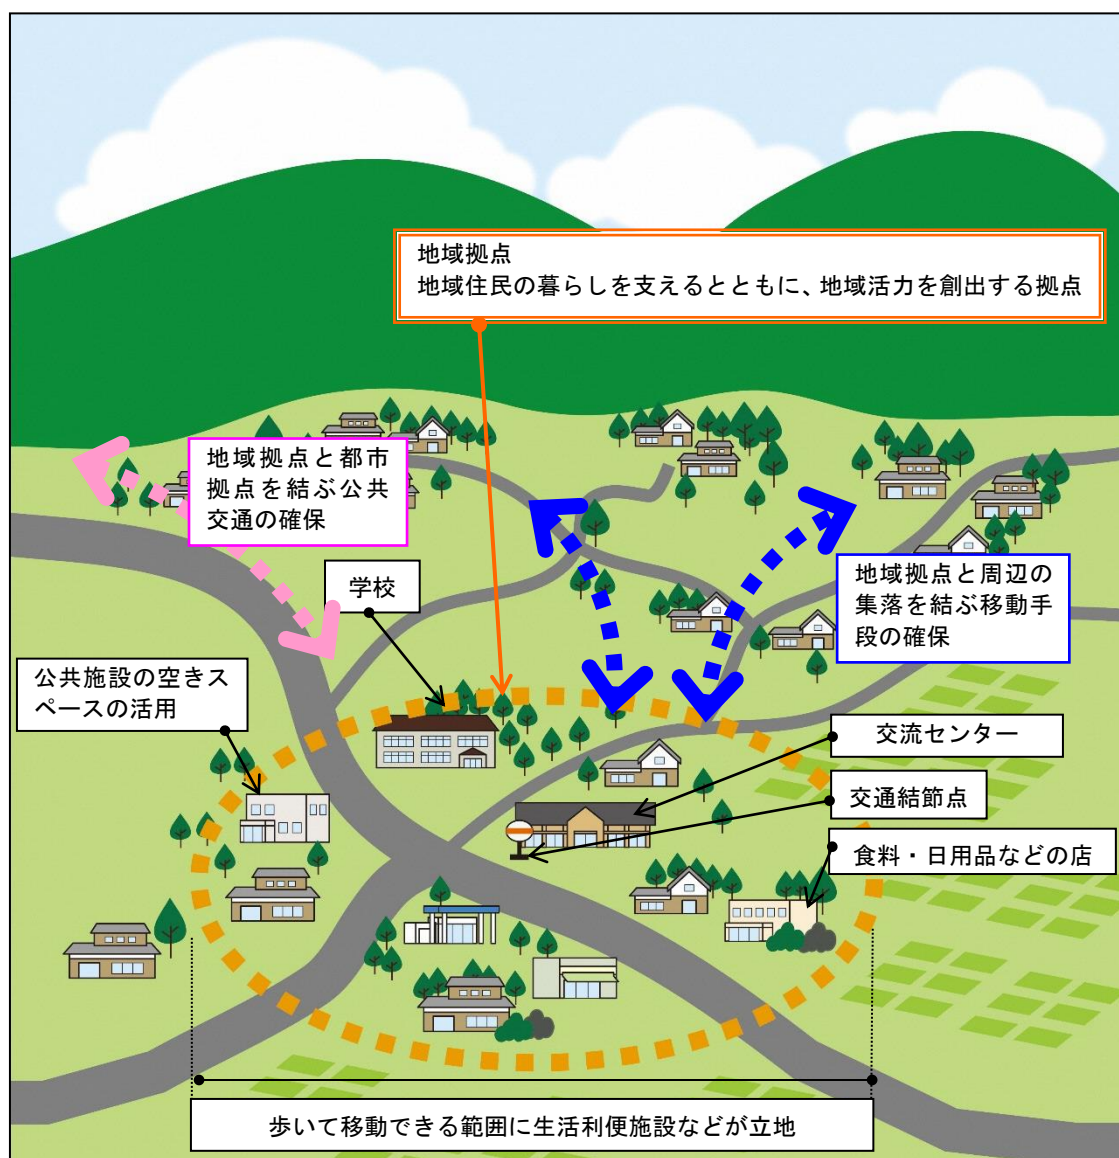 地域拠点
地域住民の暮らしを支えるとともに、地域活力を創出する拠点
地域拠点と都市
拠点を結ぶ公共
交通の確保
学校
地域拠点と周辺の
集落を結ぶ移動手
段の確保
公共施設の空きス
ペースの活用
交流センター
交通結節点
食料・日用品などの店
歩いて移動できる範囲に生活利便施設などが立地